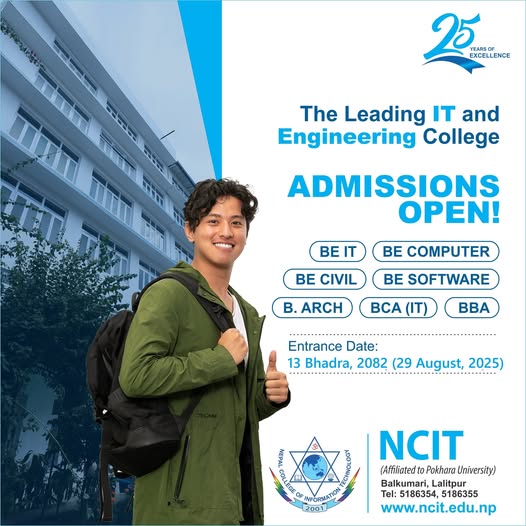 25
YEARS OF
EXCELLENCE
The Leading IT and
Engineering College
ADMISSIONS
OPEN!
BE IT BE COMPUTER
BE CIVIL BE SOFTWARE
B. ARCH BCA (IT) BBA
Entrance Date:
13 Bhadra, 2082 (29 August, 2025)
NEPAL COLLEGE OF INFORMATION TECHNOLOGY
2001
NCIT
(Affiliated to Pokhara University)
Balkumari, Lalitpur
Tel: 5186354, 5186355
www.ncit.edu.np